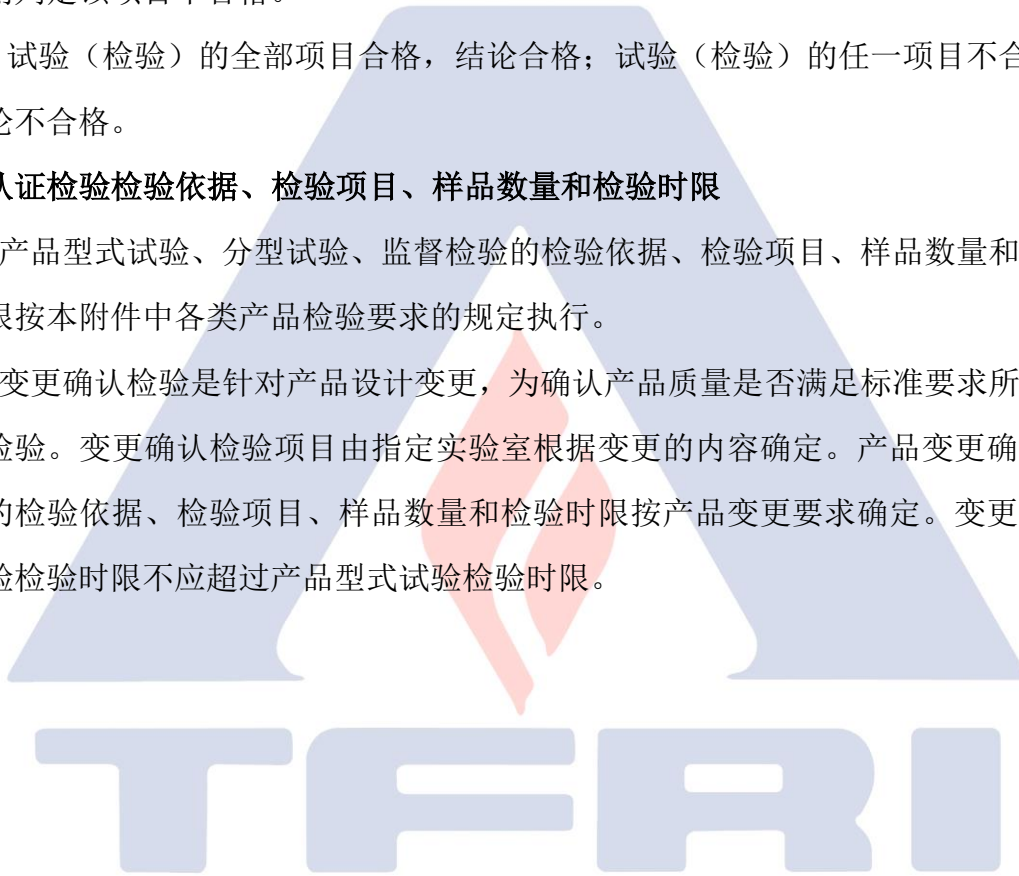 则判定该项目不合格。
试验（检验）的全部项目合格，结论合格；试验（检验）的任一项目不合
论不合格。
认证检验检验依据、检验项目、样品数量和检验时限
产品型式试验、分型试验、监督检验的检验依据、检验项目、样品数量和
限按本附件中各类产品检验要求的规定执行。
变更确认检验是针对产品设计变更，为确认产品质量是否满足标准要求所
检验。变更确认检验项目由指定实验室根据变更的内容确定。产品变更确
的检验依据、检验项目、样品数量和检验时限按产品变更要求确定。变更
验检验时限不应超过产品型式试验检验时限。
TFRI